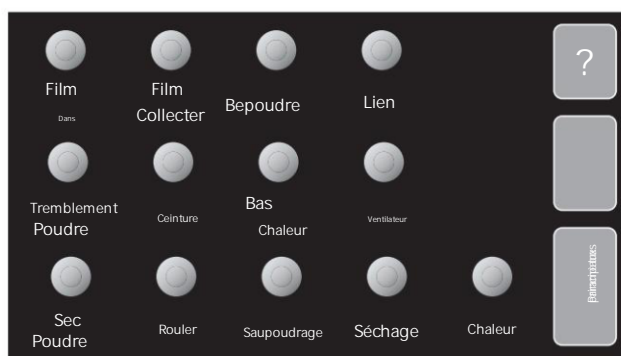 Film
Dans
Film
Collecter
Bepoudre
Lien
?
Tremblement
Poudre
Ceinture
Bas
Chaleur
Ventilateur
Sec
Poudre
Rouler
Saupoudrage
Séchage
Chaleur